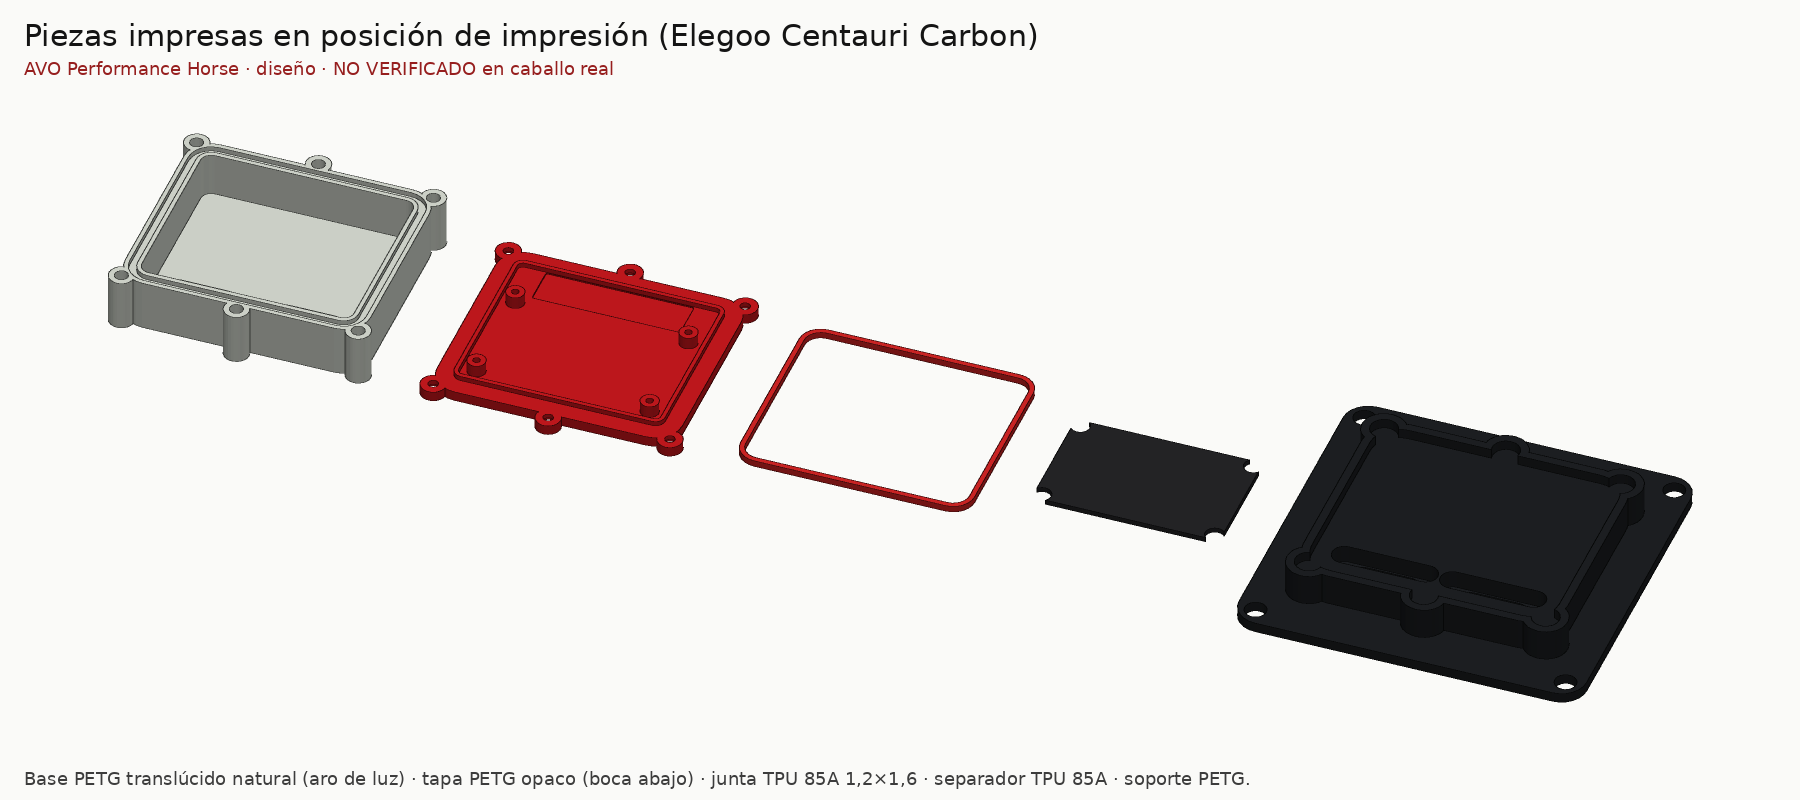 Piezas impresas en posición de impresión (Elegoo Centauri Carbon)
AVO Performance Horse · diseño · NO VERIFICADO en caballo real
Base PETG translúcido natural (aro de luz) · tapa PETG opaco (boca abajo) · junta TPU 85A 1,2×1,6 · separador TPU 85A · soporte PETG.